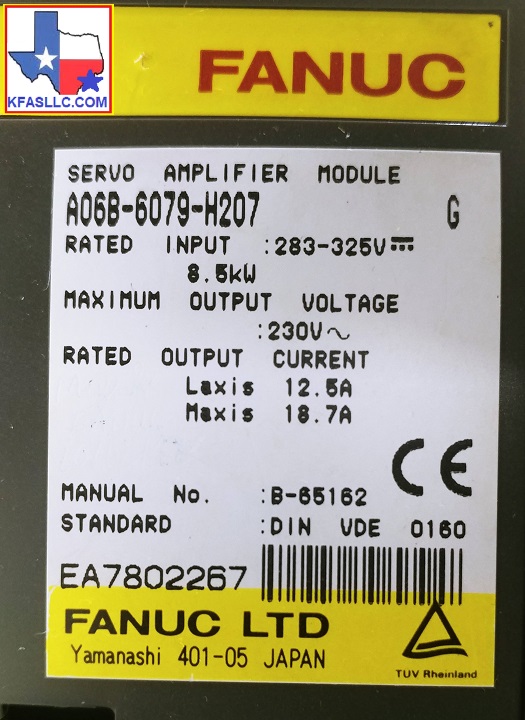 KFASLLC.COM
FANUC
SERVO AMPLIFIER MODULE
A06B-6079-H207 G
RATED INPUT :283-325V⎓
8.5kW
MAXIMUM OUTPUT VOLTAGE
:230V~
RATED OUTPUT CURRENT
Laxis 12.5A
Maxis 18.7A
CE
MANUAL No. :B-65162
STANDARD :DIN VDE 0160
EA7802267
FANUC LTD
Yamanashi 401-05 JAPAN
TUV Rheinland